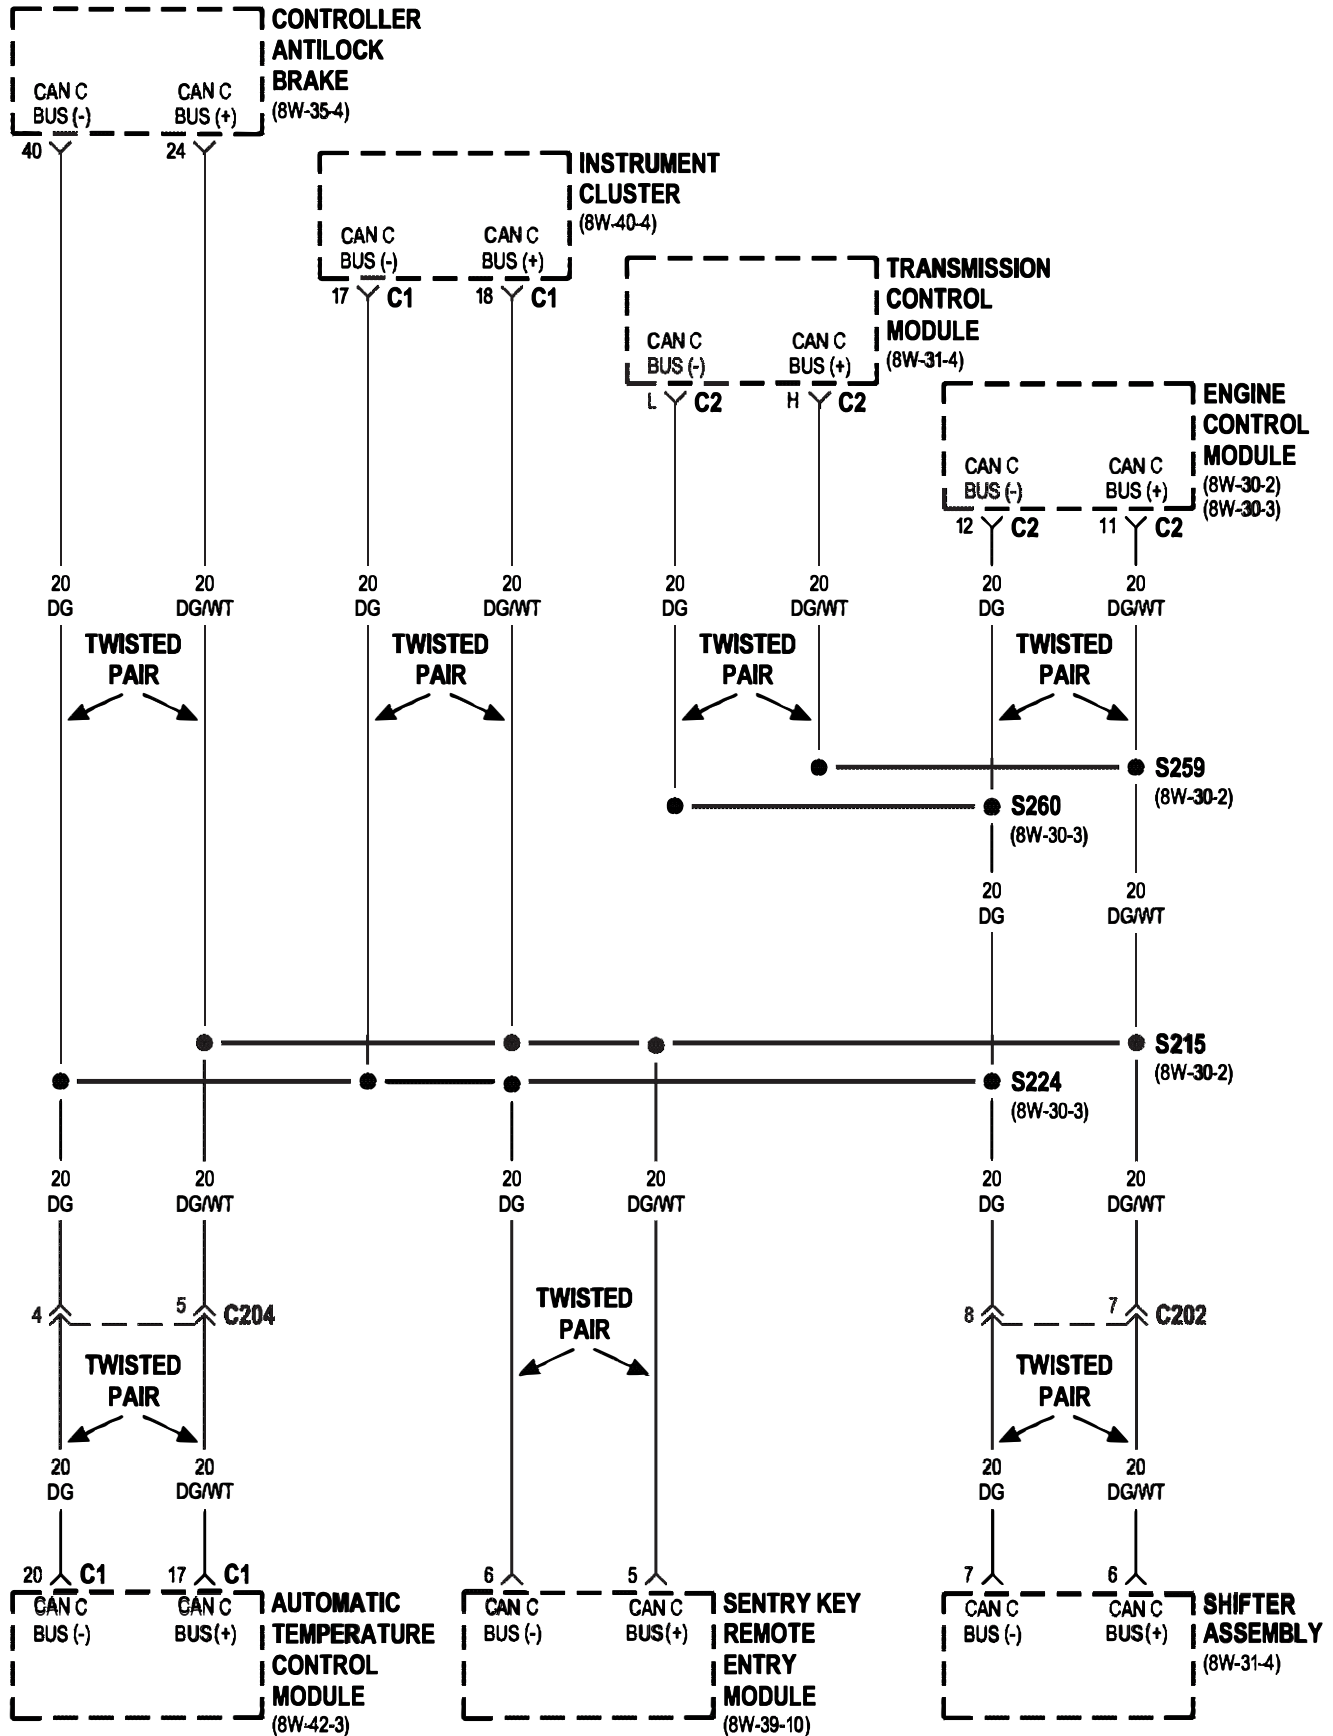 CONTROLLER
ANTILOCK
BRAKE
(8W-35-4)
CAN C
BUS (-)
CAN C
BUS (+)
40
24
INSTRUMENT
CLUSTER
(8W-40-4)
CAN C
BUS (-)
CAN C
BUS (+)
17
C1
18
C1
TRANSMISSION
CONTROL
MODULE
(8W-31-4)
CAN C
BUS (-)
CAN C
BUS (+)
L
C2
H
C2
ENGINE
CONTROL
MODULE
(8W-30-2)
(8W-30-3)
CAN C
BUS (-)
CAN C
BUS (+)
12
C2
11
C2
20
DG
20
DG/WT
20
DG
20
DG/WT
20
DG
20
DG/WT
20
DG
20
DG/WT
TWISTED
PAIR
TWISTED
PAIR
TWISTED
PAIR
TWISTED
PAIR
S259
(8W-30-2)
S260
(8W-30-3)
20
DG
20
DG/WT
S215
(8W-30-2)
S224
(8W-30-3)
20
DG
20
DG/WT
20
DG
20
DG/WT
20
DG
20
DG/WT
4
5
C204
TWISTED
PAIR
8
7
C202
TWISTED
PAIR
TWISTED
PAIR
20
DG
20
DG/WT
20
DG
20
DG/WT
20
C1
17
C1
6
5
7
6
CAN C
BUS (-)
CAN C
BUS (+)
AUTOMATIC
TEMPERATURE
CONTROL
MODULE
(8W-42-3)
CAN C
BUS (-)
CAN C
BUS (+)
SENTRY KEY
REMOTE
ENTRY
MODULE
(8W-39-10)
CAN C
BUS (-)
CAN C
BUS (+)
SHIFTER
ASSEMBLY
(8W-31-4)